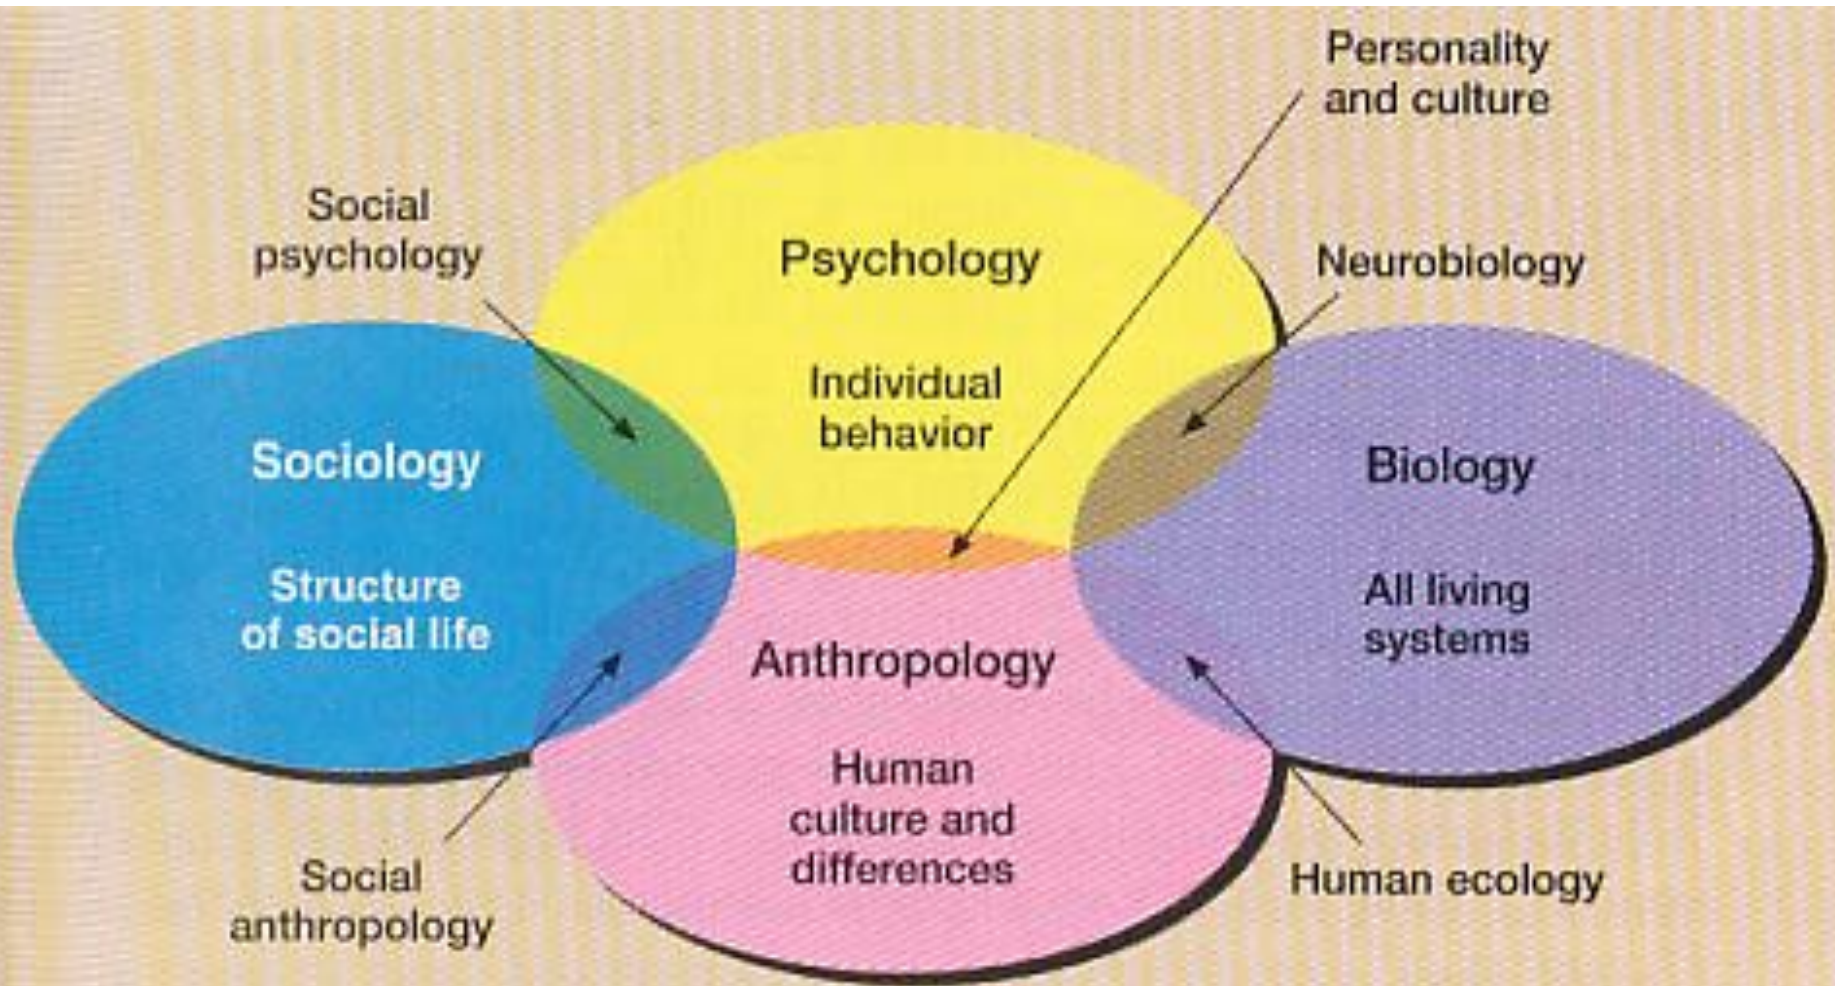 Personality
and culture
Social
psychology
Psychology
Neurobiology
Individual
behavior
Sociology
Biology
Structure
of social life
All living
systems
Anthropology
Human
culture and
differences
Social
anthropology
Human ecology